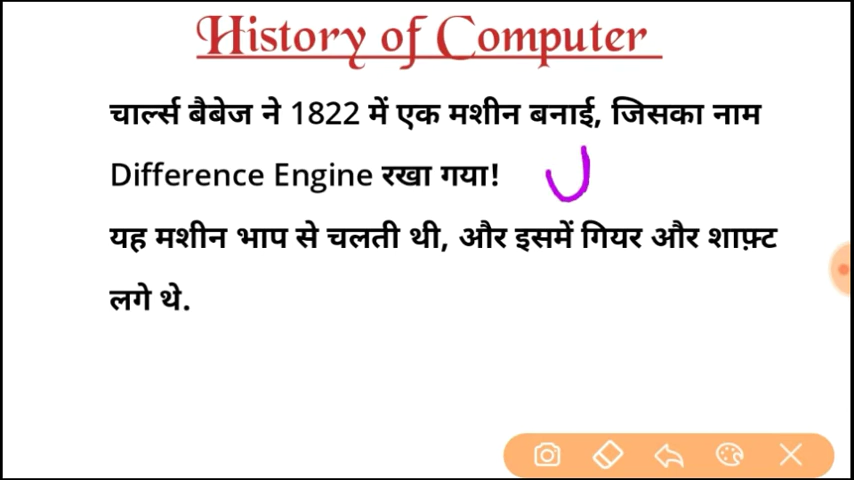 History of Computer
चार्ल्स बैबेज ने 1822 में एक मशीन बनाई, जिसका नाम
Difference Engine रखा गया!
यह मशीन भाप से चलती थी, और इसमें गियर और शाफ़्ट
लगे थे.